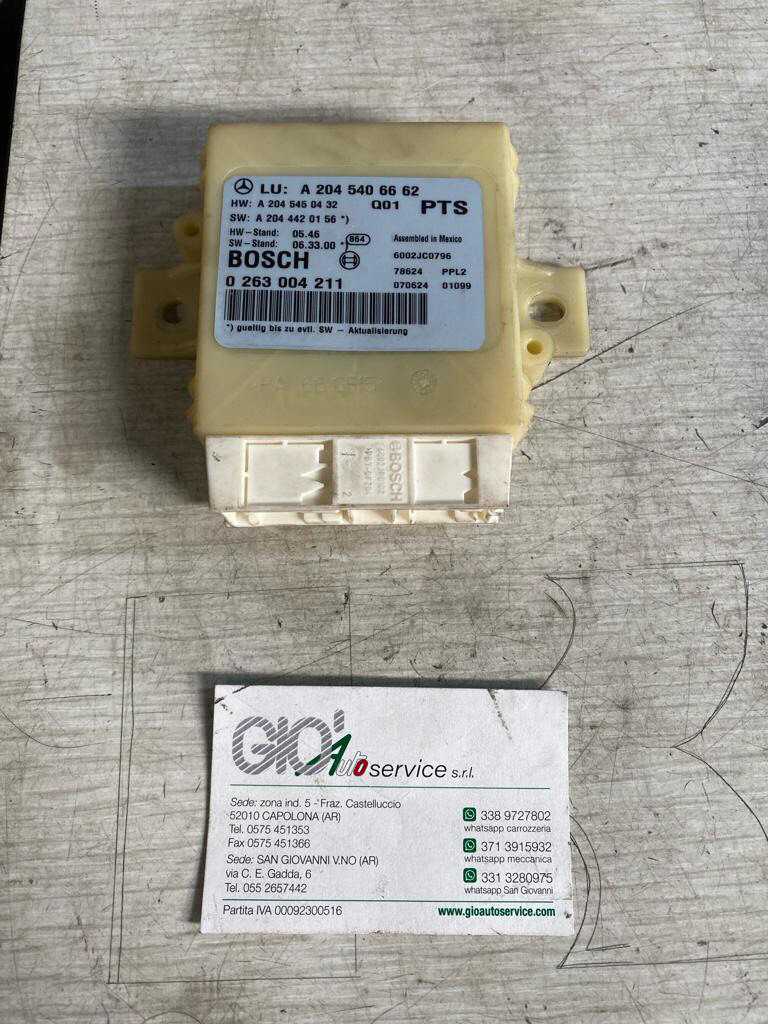 LU: A 204 540 66 62
HW: A 204 545 04 32 Q01 PTS
SW: A 204 442 01 56 *)
HW-Stand: 05.46
SW-Stand: 06.33.00 *) 864 Assembled in Mexico
BOSCH 6002JC0796
78624 PPL2
0 263 004 211 070624 01099
*) gueltig bis zu evtl. SW - Aktualisierung
BOSCH
1 2
GIO' Autoservice s.r.l.
Sede: zona ind. 5 - Fraz. Castelluccio
52010 CAPOLONA (AR)
Tel. 0575 451353
Fax 0575 451366
Sede: SAN GIOVANNI V.NO (AR)
via C. E. Gadda, 6
Tel. 055 2657442
Partita IVA 00092300516
338 9727802
whatsapp carrozzeria
371 3915932
whatsapp meccanica
331 3280975
whatsapp San Giovanni
www.gioautoservice.com